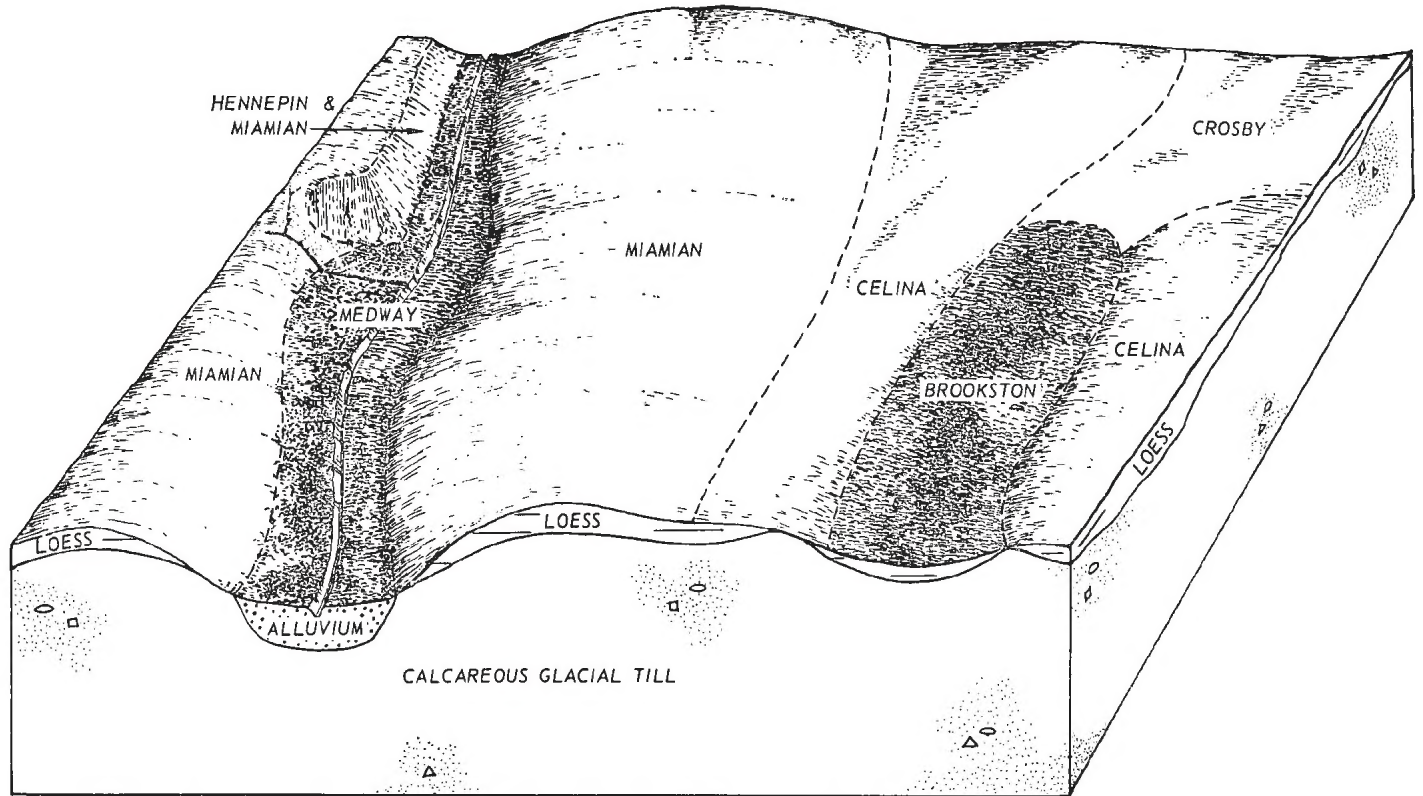 HENNEPIN &
MIAMIAN
CROSBY
MIAMIAN
CELINA
MEDWAY
CELINA
MIAMIAN
BROOKSTON
LOESS
LOESS
LOESS
ALLUVIUM
CALCAREOUS GLACIAL TILL